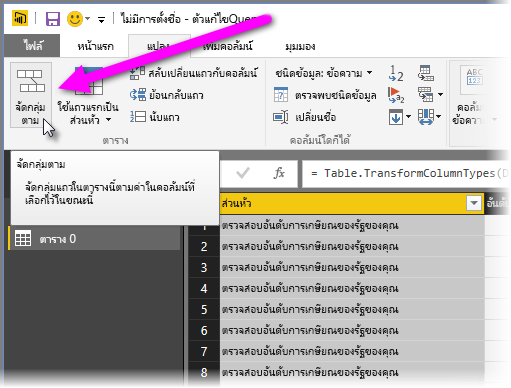 ไม่มีการตั้งชื่อ - ตัวแก้ไขQue
ไฟล์ หน้าแรก แปลง เพิ่มคอลัมน์ มุมมอง
จัดกลุ่ม
ตาม
ใช้แถวแรกเป็น
ส่วนหัว
สลับเปลี่ยนแถวกับคอลัมน์
ย้อนกลับแถว
นับแถว
ตาราง
ชนิดข้อมูล: ข้อความ
ตรวจพบชนิดข้อมูล
เปลี่ยนชื่อ
1 2
คอลัมน์ใดก็ได้
ABC
คอลัม
ข้อความ
จัดกลุ่มตาม
จัดกลุ่มแถวในตารางนี้ตามค่าในคอลัมน์ที่
เลือกไว้ในขณะนี้
fx = Table.TransformColumnTypes(D
ตาราง 0
ส่วนหัว อันดั
1 ตรวจสอบอันดับการเกษียณของรัฐของคุณ
2 ตรวจสอบอันดับการเกษียณของรัฐของคุณ
3 ตรวจสอบอันดับการเกษียณของรัฐของคุณ
4 ตรวจสอบอันดับการเกษียณของรัฐของคุณ
5 ตรวจสอบอันดับการเกษียณของรัฐของคุณ
6 ตรวจสอบอันดับการเกษียณของรัฐของคุณ
7 ตรวจสอบอันดับการเกษียณของรัฐของคุณ
8 ตรวจสอบอันดับการเกษียณของรัฐของคุณ